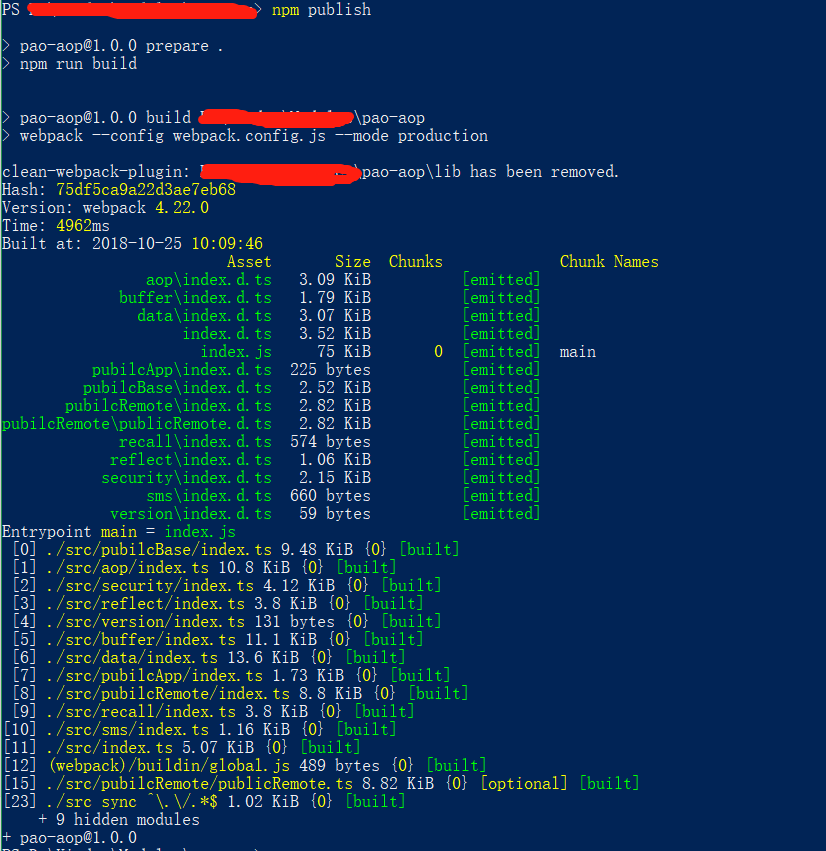 PS > npm publish
> pao-aop@1.0.0 prepare .
> npm run build
> pao-aop@1.0.0 build \pao-aop
> webpack --config webpack.config.js --mode production
clean-webpack-plugin: \pao-aop\lib has been removed.
Hash: 75df5ca9a22d3ae7eb68
Version: webpack 4.22.0
Time: 4962ms
Built at: 2018-10-25 10:09:46
Asset Size Chunks Chunk Names
aop\index.d.ts 3.09 KiB [emitted]
buffer\index.d.ts 1.79 KiB [emitted]
data\index.d.ts 3.07 KiB [emitted]
index.d.ts 3.52 KiB [emitted]
index.js 75 KiB 0 [emitted] main
pubilcApp\index.d.ts 225 bytes [emitted]
pubilcBase\index.d.ts 2.52 KiB [emitted]
pubilcRemote\index.d.ts 2.82 KiB [emitted]
pubilcRemote\publicRemote.d.ts 2.82 KiB [emitted]
recall\index.d.ts 574 bytes [emitted]
reflect\index.d.ts 1.06 KiB [emitted]
security\index.d.ts 2.15 KiB [emitted]
sms\index.d.ts 660 bytes [emitted]
version\index.d.ts 59 bytes [emitted]
Entrypoint main = index.js
[0] ./src/pubilcBase/index.ts 9.48 KiB {0} [built]
[1] ./src/aop/index.ts 10.8 KiB {0} [built]
[2] ./src/security/index.ts 4.12 KiB {0} [built]
[3] ./src/reflect/index.ts 3.8 KiB {0} [built]
[4] ./src/version/index.ts 131 bytes {0} [built]
[5] ./src/buffer/index.ts 11.1 KiB {0} [built]
[6] ./src/data/index.ts 13.6 KiB {0} [built]
[7] ./src/pubilcApp/index.ts 1.73 KiB {0} [built]
[8] ./src/pubilcRemote/index.ts 8.8 KiB {0} [built]
[9] ./src/recall/index.ts 3.8 KiB {0} [built]
[10] ./src/sms/index.ts 1.16 KiB {0} [built]
[11] ./src/index.ts 5.07 KiB {0} [built]
[12] (webpack)/buildin/global.js 489 bytes {0} [built]
[15] ./src/pubilcRemote/publicRemote.ts 8.82 KiB {0} [optional] [built]
[23] ./src sync ^\.\/.*$ 1.02 KiB {0} [built]
+ 9 hidden modules
+ pao-aop@1.0.0